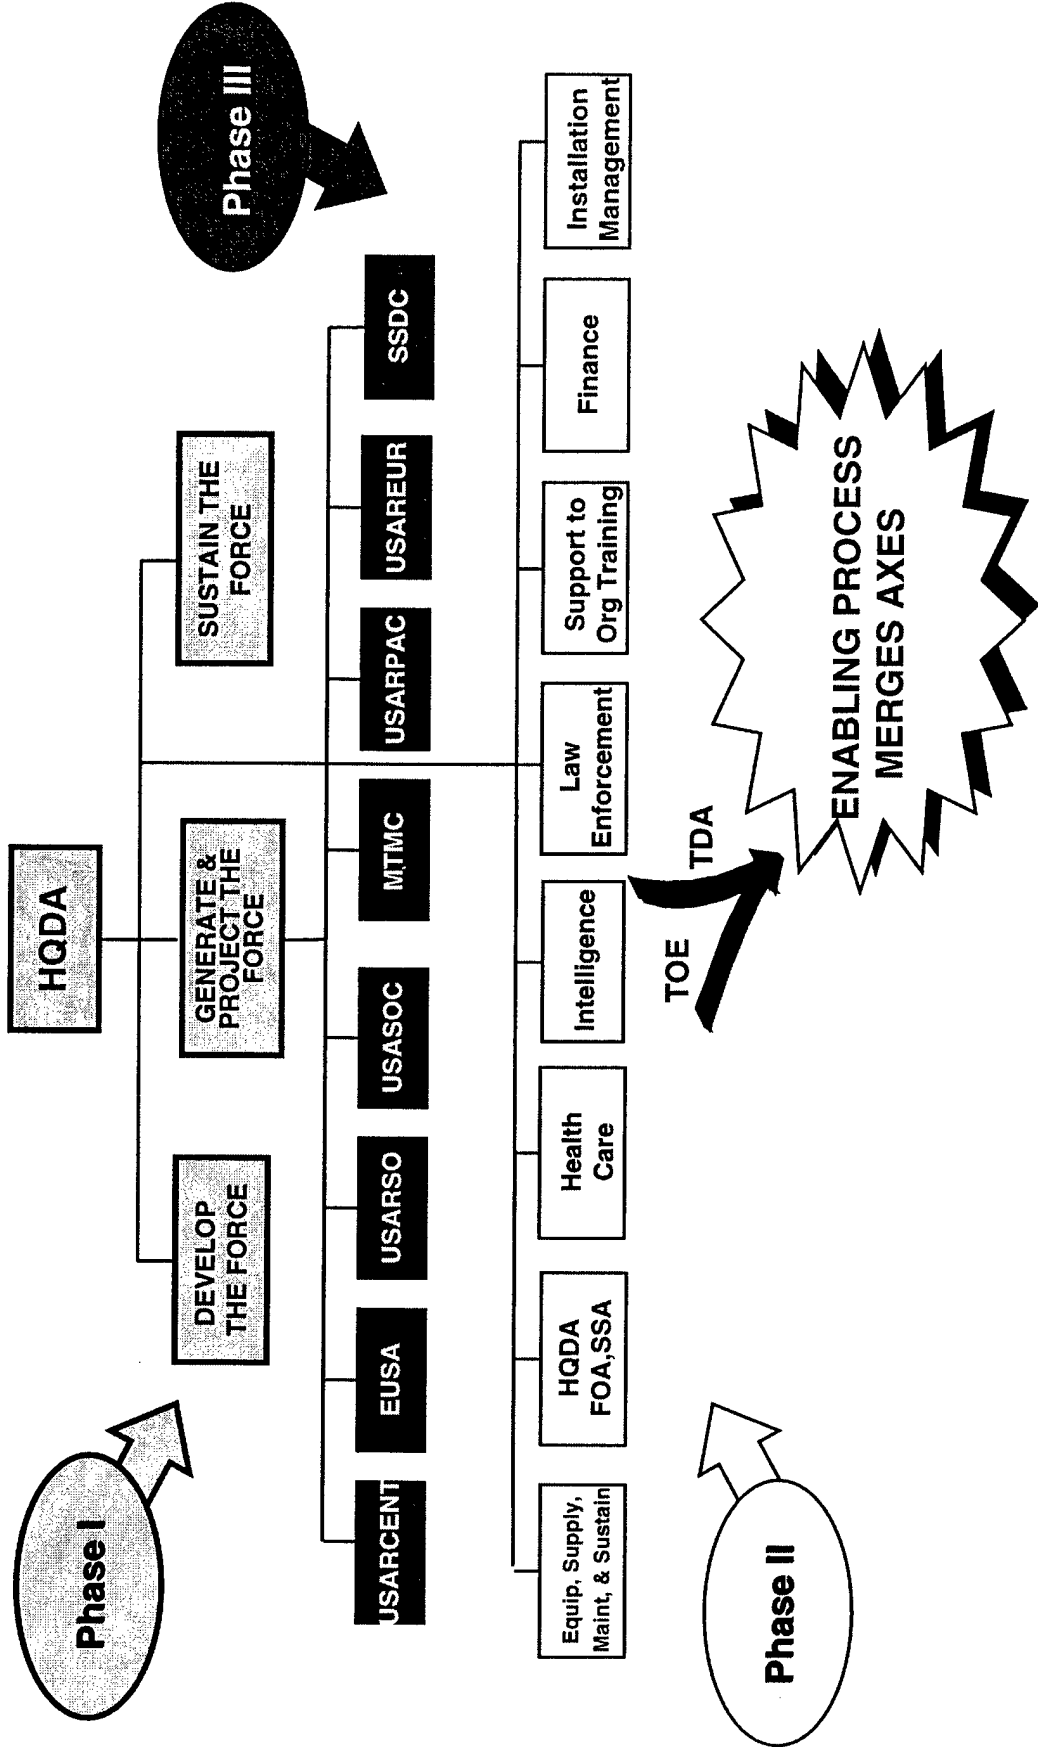 HQDA
Phase I
DEVELOP
THE FORCE
GENERATE &
PROJECT THE
FORCE
SUSTAIN THE
FORCE
Phase III
USARCENT
EUSA
USARSO
USASOC
MTMC
USARPAC
USAREUR
SSDC
Equip, Supply,
Maint, & Sustain
HQDA
FOA,SSA
Health
Care
Intelligence
Law
Enforcement
Support to
Org Training
Finance
Installation
Management
Phase II
TOE
TDA
ENABLING PROCESS
MERGES AXES